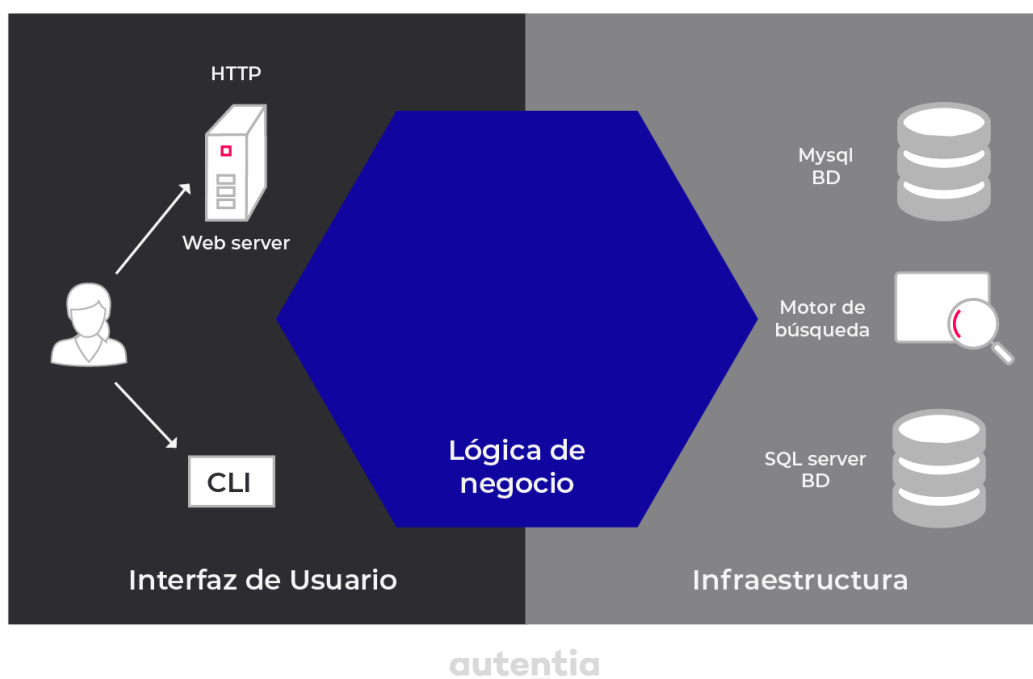 HTTP
Web server
CLI
Interfaz de Usuario
Lógica de
negocio
Mysql
BD
Motor de
búsqueda
SQL server
BD
Infraestructura
autentia